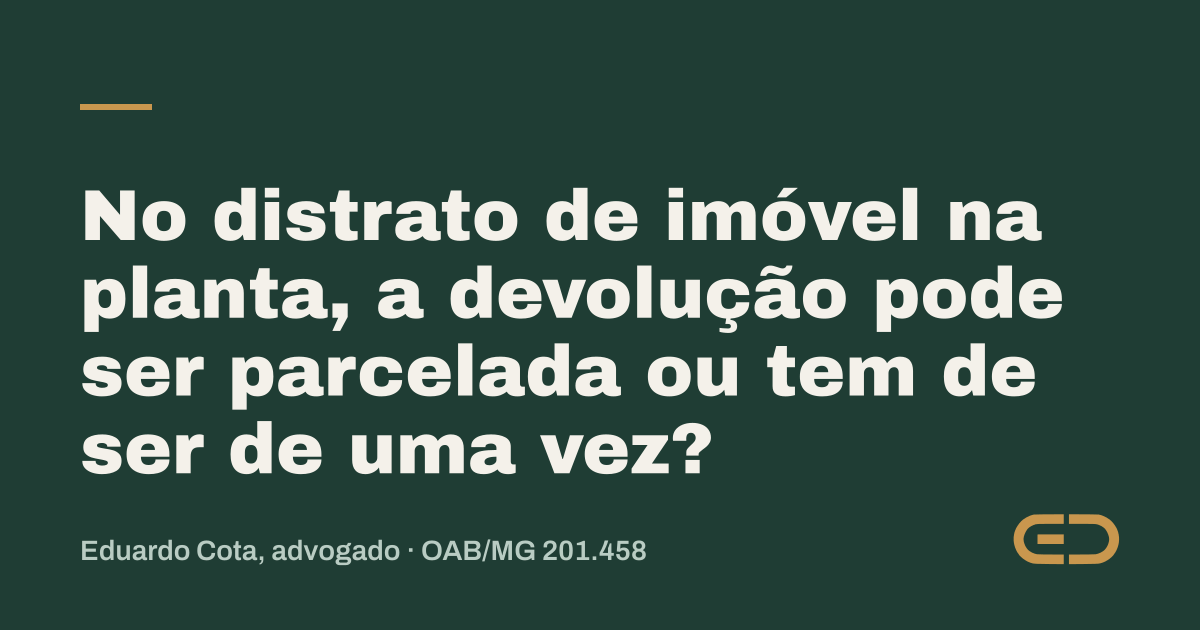 No distrato de imóvel na
planta, a devolução pode
ser parcelada ou tem de
ser de uma vez?
Eduardo Cota, advogado · OAB/MG 201.458